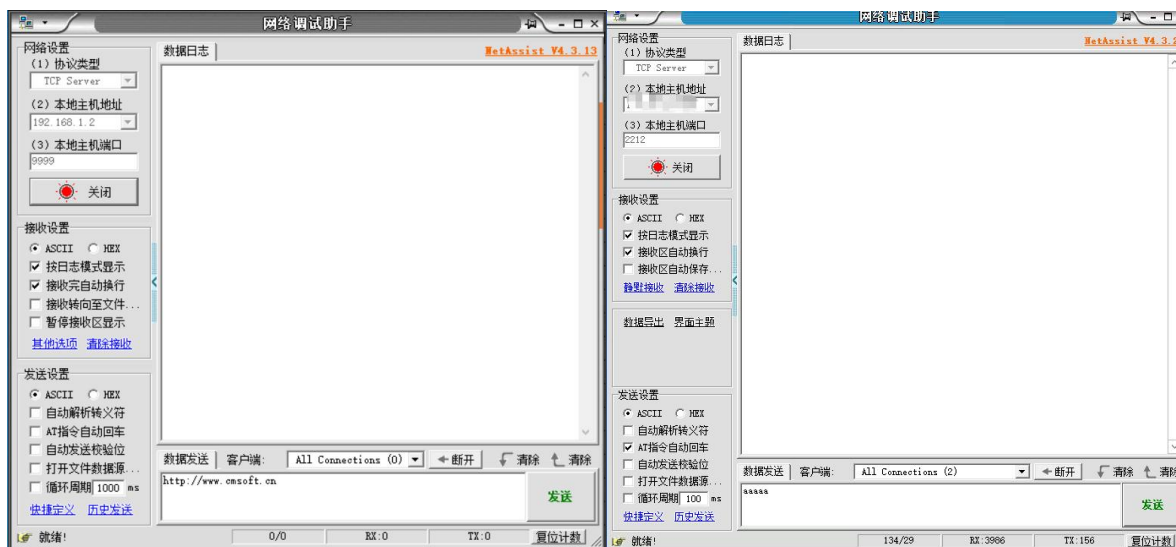 网络调试助手
网络设置
(1) 协议类型
TCP Server
(2) 本地主机地址
192.168.1.2
(3) 本地主机端口
9999
关闭
接收设置
ASCII HEX
按日志模式显示
接收完自动换行
接收转向至文件...
暂停接收区显示
其他选项 清除接收
发送设置
ASCII HEX
自动解析转义符
AT指令自动回车
自动发送校验位
打开文件数据源...
循环周期 1000 ms
快捷定义 历史发送
就绪!
数据日志
NetAssist V4.3.13
数据发送 客户端: All Connections (0) 断开 清除 清除
http://www.cmsoft.cn
发送
0/0 RX:0 TX:0 复位计数
网络调试助手
网络设置
(1) 协议类型
TCP Server
(2) 本地主机地址
(3) 本地主机端口
2212
关闭
接收设置
ASCII HEX
按日志模式显示
接收区自动换行
接收区自动保存...
静默接收 清除接收
数据导出 界面主题
发送设置
ASCII HEX
自动解析转义符
AT指令自动回车
自动发送校验位
打开文件数据源...
循环周期 100 ms
快捷定义 历史发送
就绪!
数据日志
NetAssist V4.3.2
数据发送 客户端: All Connections (2) 断开 清除 清除
aaaaa
发送
134/29 RX:3986 TX:156 复位计数